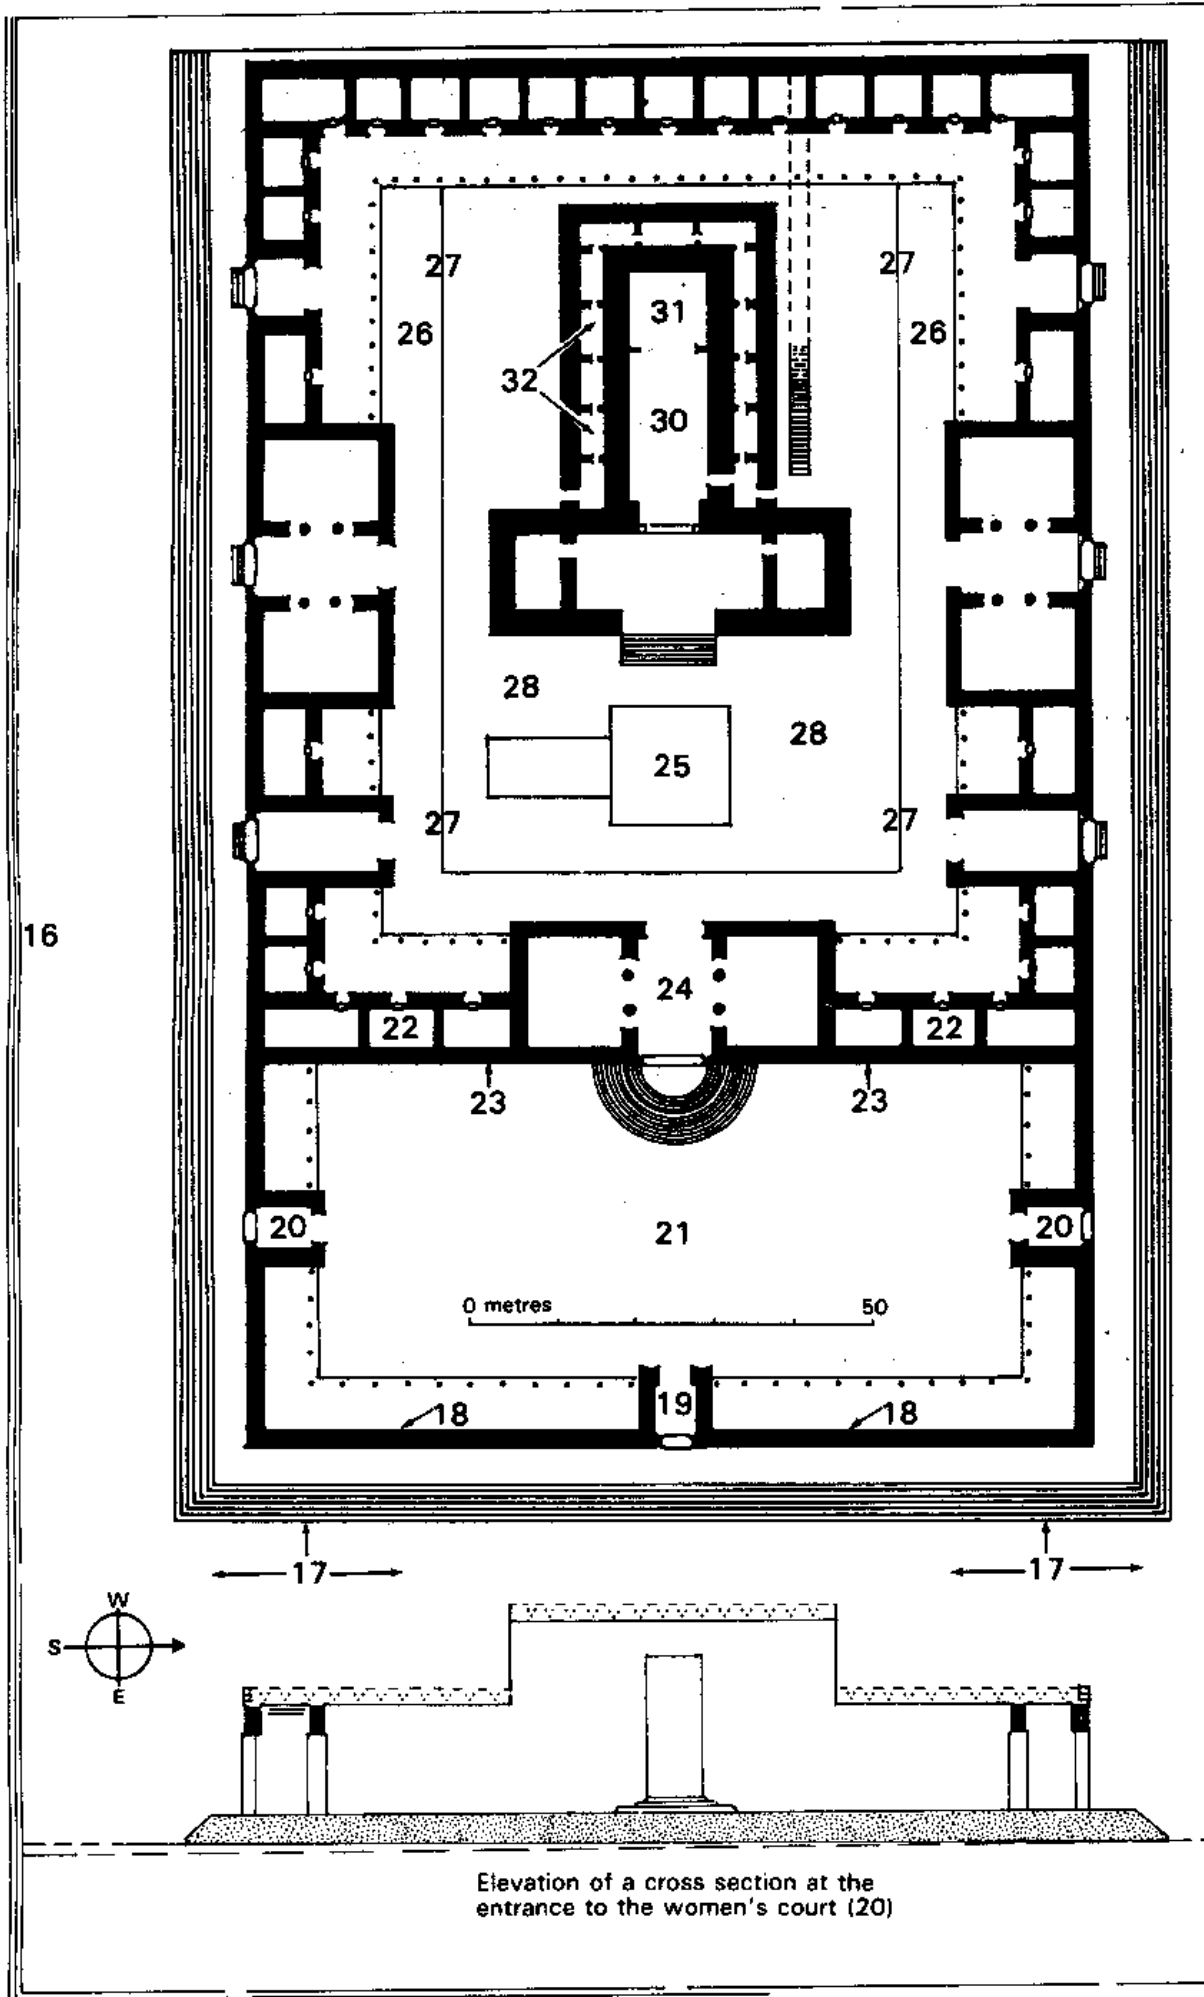 27 27
31
26 26
32
30
28
28
25
27 27
16
24
22 22
23 23
20 21 20
0 metres 50
19
18 18
17 17
W
S
E
Elevation of a cross section at the
entrance to the women's court (20)